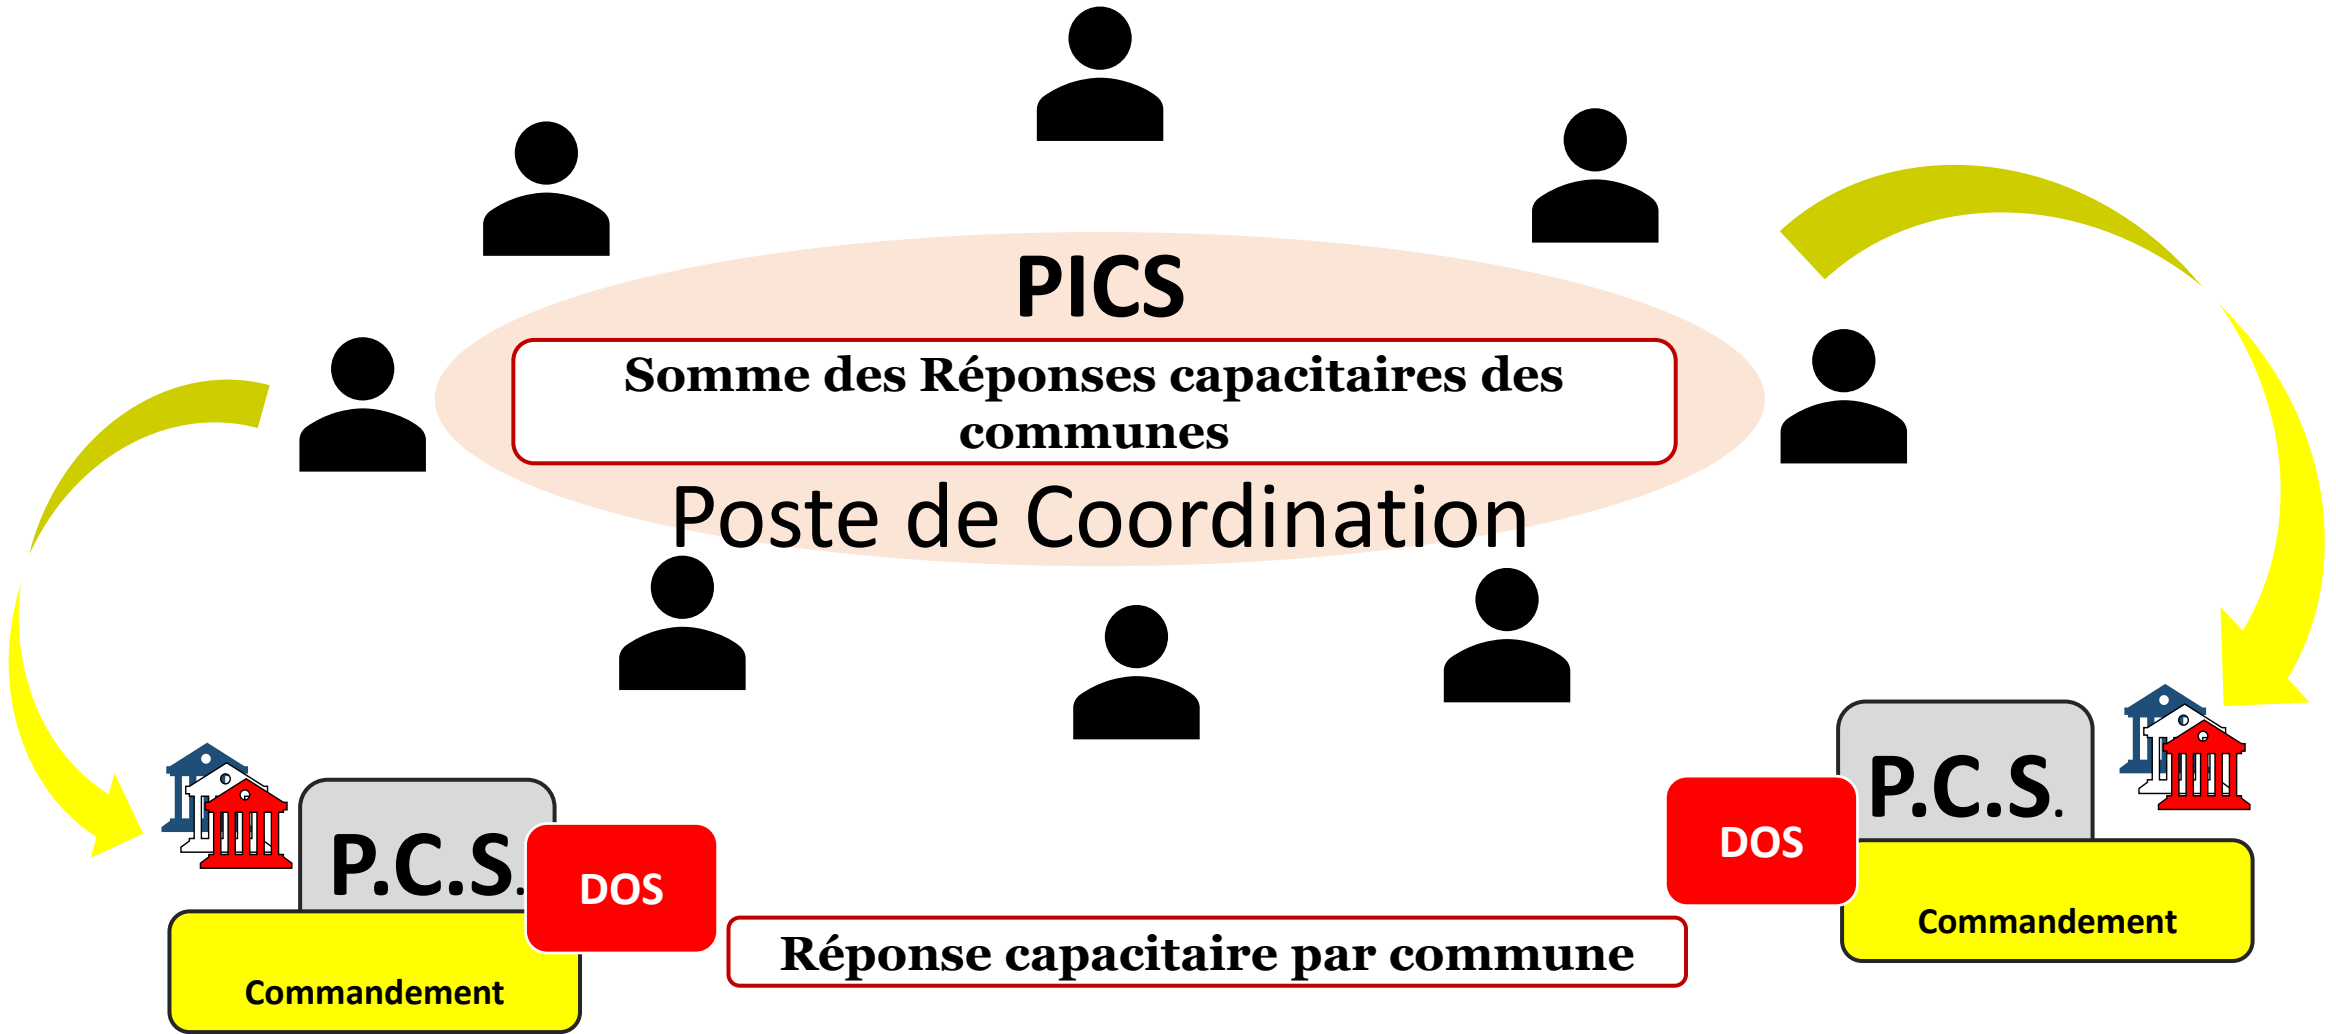 PICS
Somme des Réponses capacitaires des
communes
Poste de Coordination
P.C.S.
DOS
Commandement
Réponse capacitaire par commune
P.C.S.
DOS
Commandement